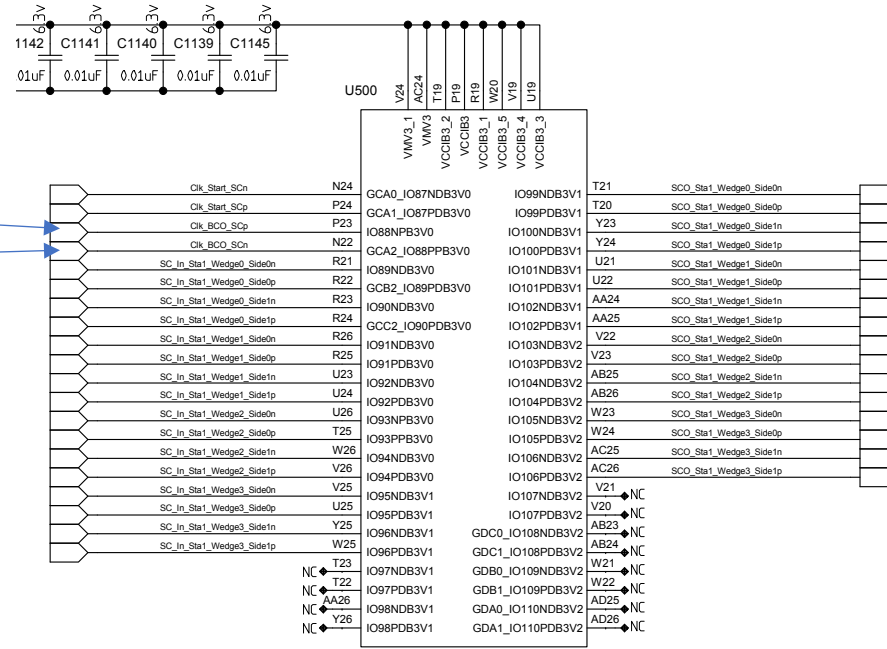 6.3v 6.3v 6.3v 6.3v 6.3v
1142 C1141 C1140 C1139 C1145
.01uF 0.01uF 0.01uF 0.01uF 0.01uF
U500
V24 AC24 T19 P19 R19 W20 V19 U19
VMV3_1 VMV3 VCCIB3_2 VCCIB3 VCCIB3_1 VCCIB3_5 VCCIB3_4 VCCIB3_3
Clk_Start_SCn N24 GCA0_IO87NDB3V0 IO99NDB3V1 T21 SCO_Sta1_Wedge0_Side0n
Clk_Start_SCp P24 GCA1_IO87PDB3V0 IO99PDB3V1 T20 SCO_Sta1_Wedge0_Side0p
Clk_BCO_SCp P23 IO88NPB3V0 IO100NDB3V1 Y23 SCO_Sta1_Wedge0_Side1n
Clk_BCO_SCn N22 GCA2_IO88PPB3V0 IO100PDB3V1 Y24 SCO_Sta1_Wedge0_Side1p
SC_In_Sta1_Wedge0_Side0n R21 IO89NDB3V0 IO101NDB3V1 U21 SCO_Sta1_Wedge1_Side0n
SC_In_Sta1_Wedge0_Side0p R22 GCB2_IO89PDB3V0 IO101PDB3V1 U22 SCO_Sta1_Wedge1_Side0p
SC_In_Sta1_Wedge0_Side1n R23 IO90NDB3V0 IO102NDB3V1 AA24 SCO_Sta1_Wedge1_Side1n
SC_In_Sta1_Wedge0_Side1p R24 GCC2_IO90PDB3V0 IO102PDB3V1 AA25 SCO_Sta1_Wedge1_Side1p
SC_In_Sta1_Wedge1_Side0n R26 IO91NDB3V0 IO103NDB3V2 V22 SCO_Sta1_Wedge2_Side0n
SC_In_Sta1_Wedge1_Side0p R25 IO91PDB3V0 IO103PDB3V2 V23 SCO_Sta1_Wedge2_Side0p
SC_In_Sta1_Wedge1_Side1n U23 IO92NDB3V0 IO104NDB3V2 AB25 SCO_Sta1_Wedge2_Side1n
SC_In_Sta1_Wedge1_Side1p U24 IO92PDB3V0 IO104PDB3V2 AB26 SCO_Sta1_Wedge2_Side1p
SC_In_Sta1_Wedge2_Side0n U26 IO93NPB3V0 IO105NDB3V2 W23 SCO_Sta1_Wedge3_Side0n
SC_In_Sta1_Wedge2_Side0p T25 IO93PPB3V0 IO105PDB3V2 W24 SCO_Sta1_Wedge3_Side0p
SC_In_Sta1_Wedge2_Side1n W26 IO94NDB3V0 IO106NDB3V2 AC25 SCO_Sta1_Wedge3_Side1n
SC_In_Sta1_Wedge2_Side1p V26 IO94PDB3V0 IO106PDB3V2 AC26 SCO_Sta1_Wedge3_Side1p
SC_In_Sta1_Wedge3_Side0n V25 IO95NDB3V1 IO107NDB3V2 V21 NC
SC_In_Sta1_Wedge3_Side0p U25 IO95PDB3V1 IO107PDB3V2 V20 NC
SC_In_Sta1_Wedge3_Side1n Y25 IO96NDB3V1 GDC0_IO108NDB3V2 AB23 NC
SC_In_Sta1_Wedge3_Side1p W25 IO96PDB3V1 GDC1_IO108PDB3V2 AB24 NC
NC T23 IO97NDB3V1 GDB0_IO109NDB3V2 W21 NC
NC T22 IO97PDB3V1 GDB1_IO109PDB3V2 W22 NC
NC AA26 IO98NDB3V1 GDA0_IO110NDB3V2 AD25 NC
NC Y26 IO98PDB3V1 GDA1_IO110PDB3V2 AD26 NC